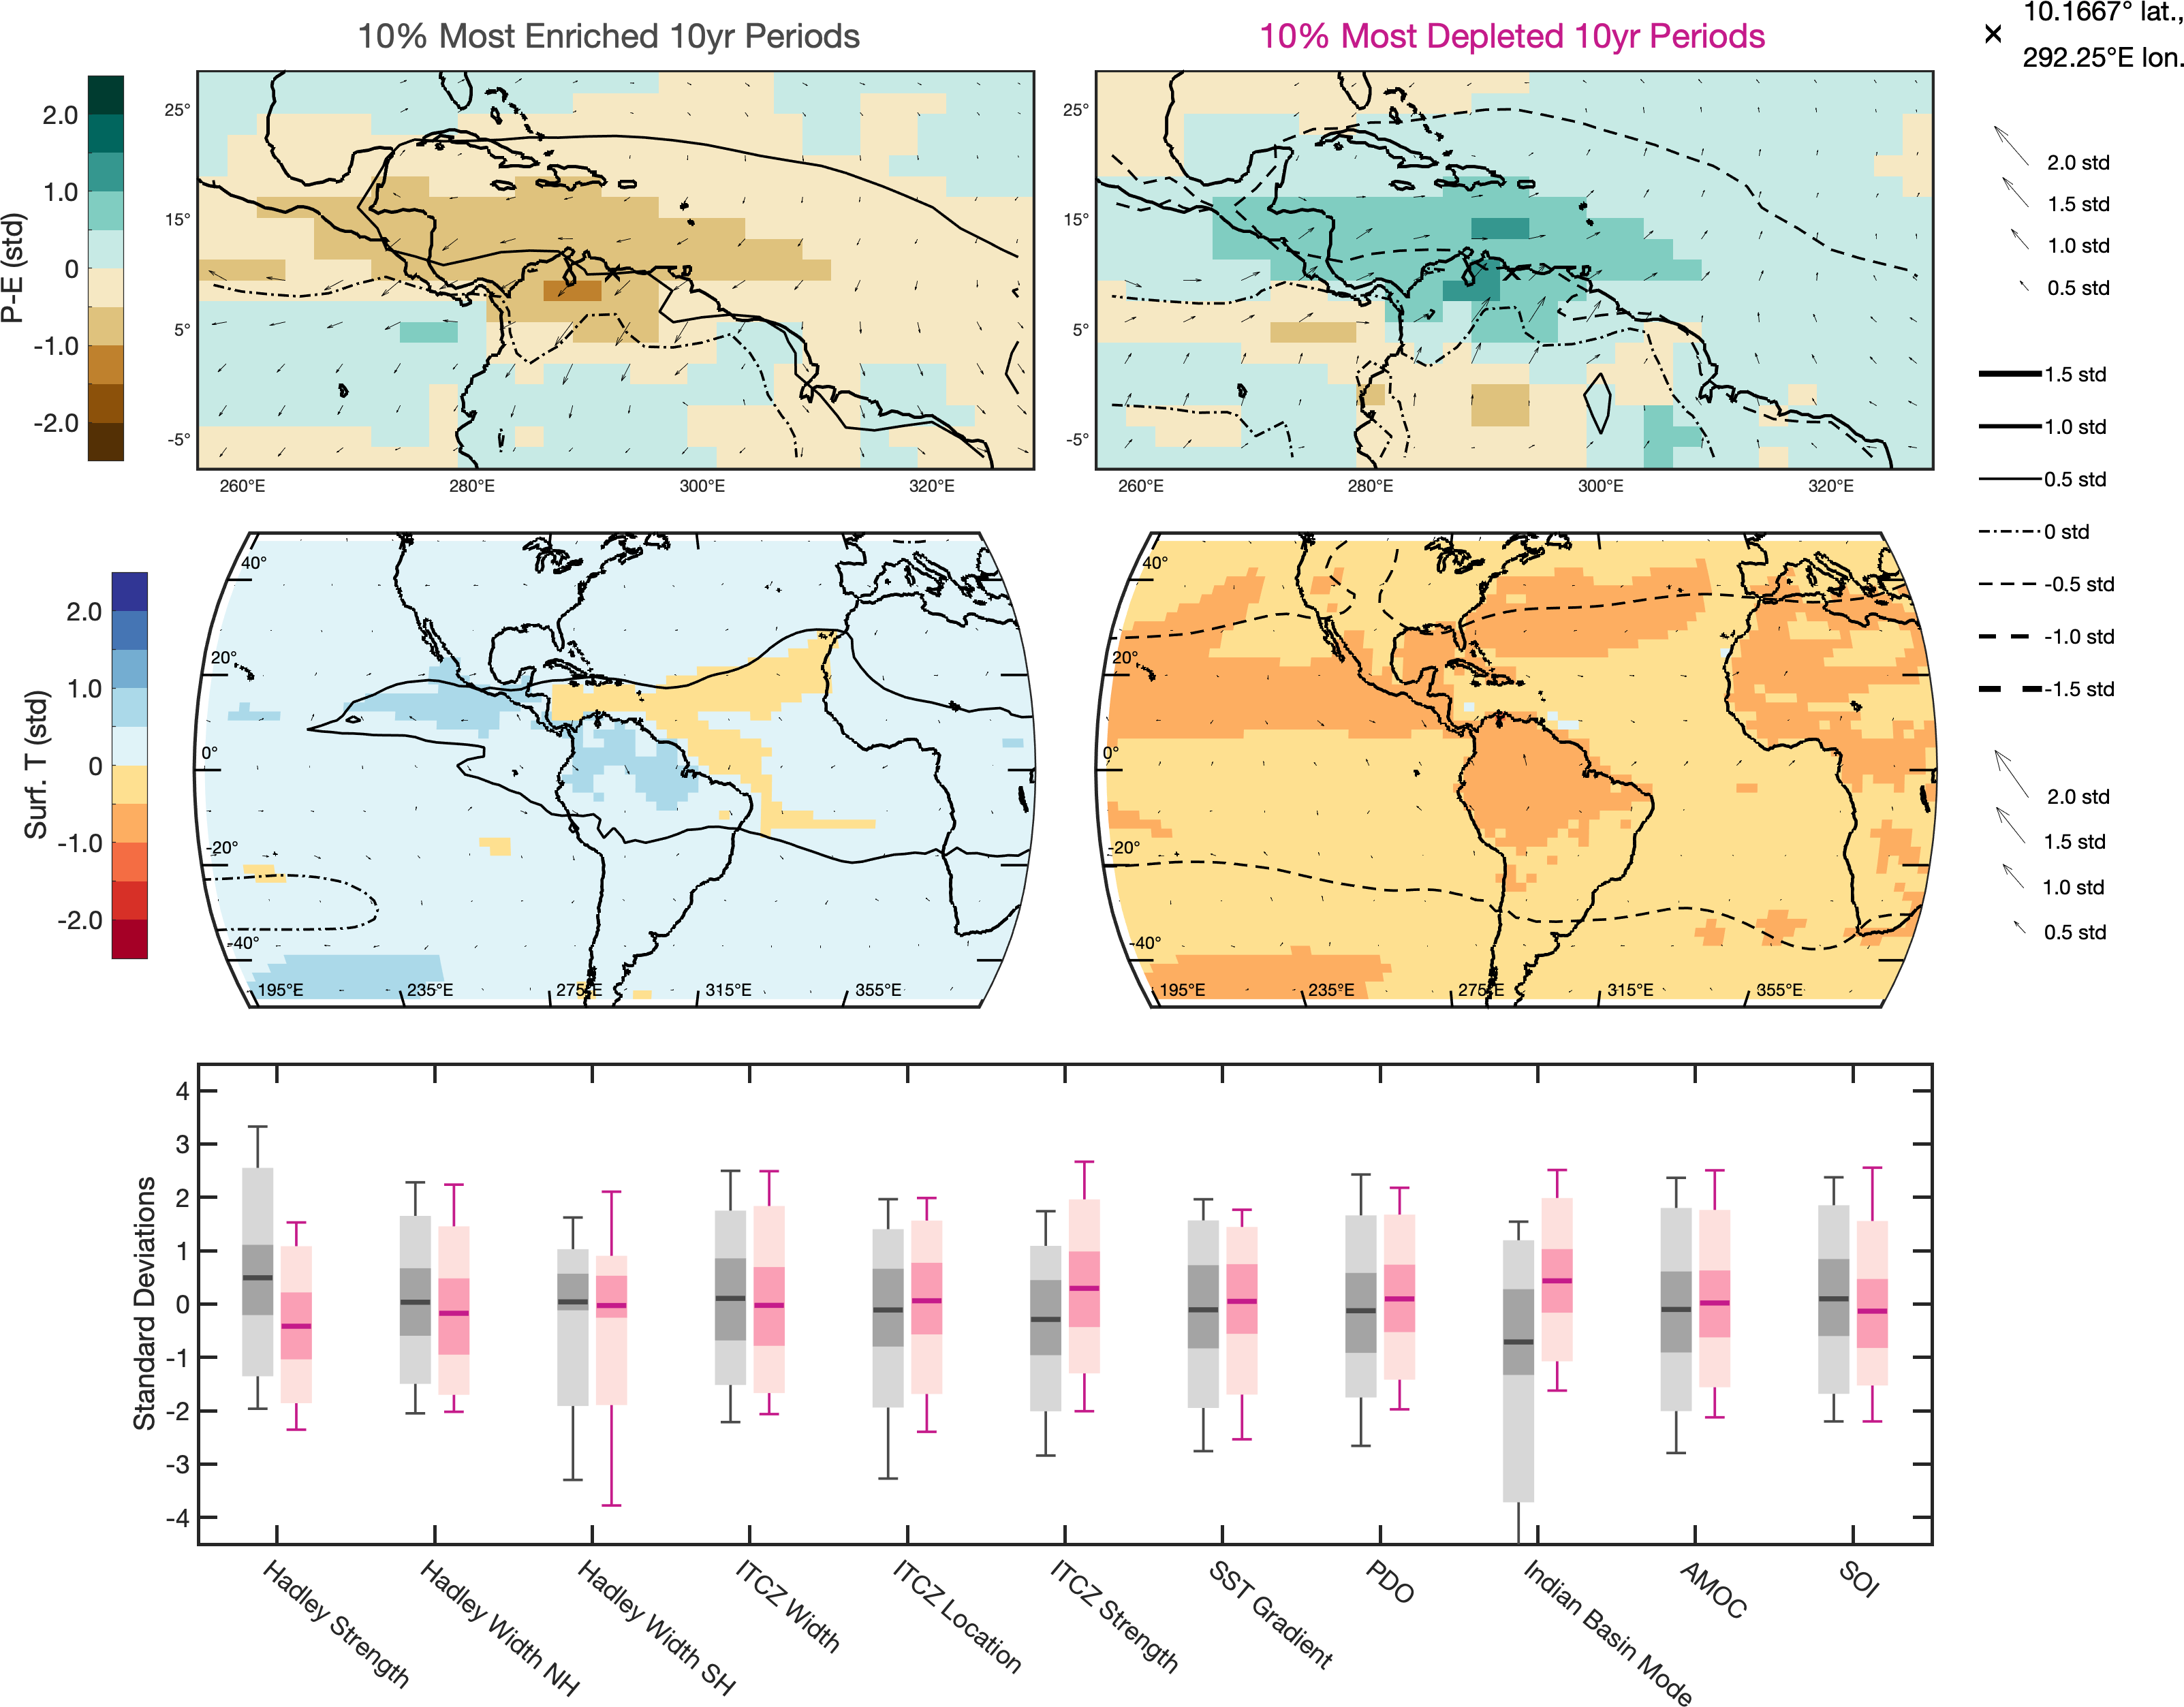 10% Most Enriched 10yr Periods
10% Most Depleted 10yr Periods
10.1667° lat.,
292.25°E lon.
P-E (std)
2.0
1.0
0
-1.0
-2.0
25°
15°
5°
-5°
260°E
280°E
300°E
320°E
25°
15°
5°
-5°
260°E
280°E
300°E
320°E
2.0 std
1.5 std
1.0 std
0.5 std
1.5 std
1.0 std
0.5 std
0 std
-0.5 std
-1.0 std
-1.5 std
Surf. T (std)
2.0
1.0
0
-1.0
-2.0
40°
20°
0°
-20°
-40°
195°E
235°E
275°E
315°E
355°E
40°
20°
0°
-20°
-40°
195°E
235°E
275°E
315°E
355°E
2.0 std
1.5 std
1.0 std
0.5 std
Standard Deviations
4
3
2
1
0
-1
-2
-3
-4
Hadley Strength
Hadley Width NH
Hadley Width SH
ITCZ Width
ITCZ Location
ITCZ Strength
SST Gradient
PDO
Indian Basin Mode
AMOC
SOI